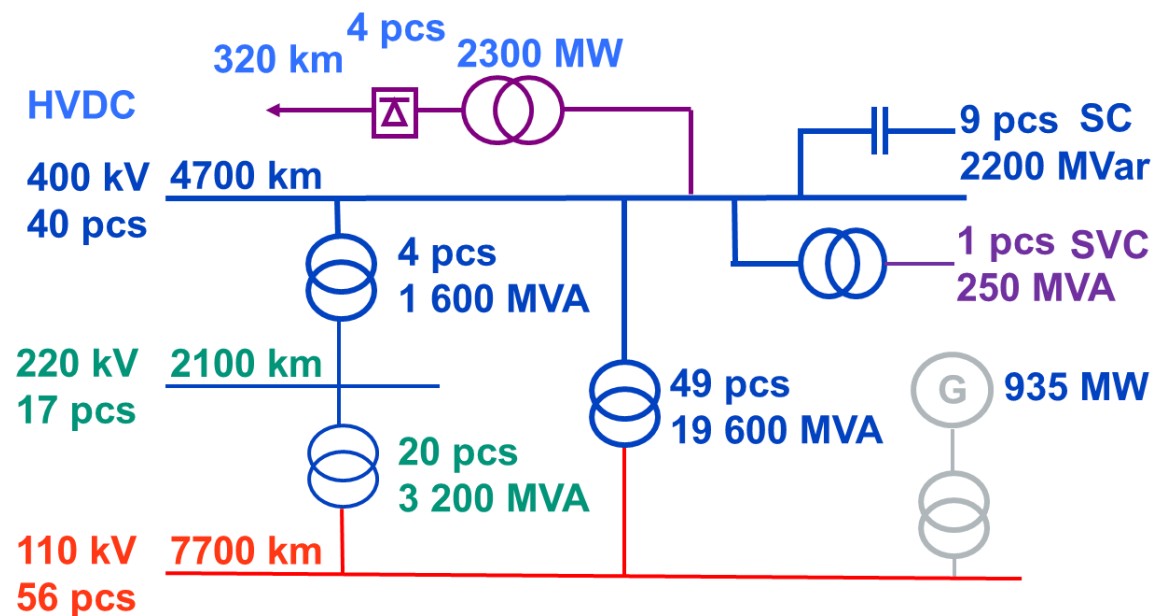 4 pcs
320 km
2300 MW
HVDC
9 pcs SC
2200 MVar
400 kV
4700 km
40 pcs
1 pcs SVC
250 MVA
4 pcs
1 600 MVA
220 kV
2100 km
17 pcs
49 pcs
19 600 MVA
G
935 MW
20 pcs
3 200 MVA
110 kV
7700 km
56 pcs